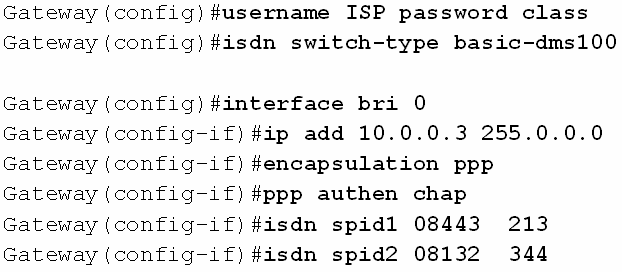 Gateway(config)#username ISP password class
Gateway(config)#isdn switch-type basic-dms100
Gateway(config)#interface bri 0
Gateway(config-if)#ip add 10.0.0.3 255.0.0.0
Gateway(config-if)#encapsulation ppp
Gateway(config-if)#ppp authen chap
Gateway(config-if)#isdn spid1 08443  213
Gateway(config-if)#isdn spid2 08132  344